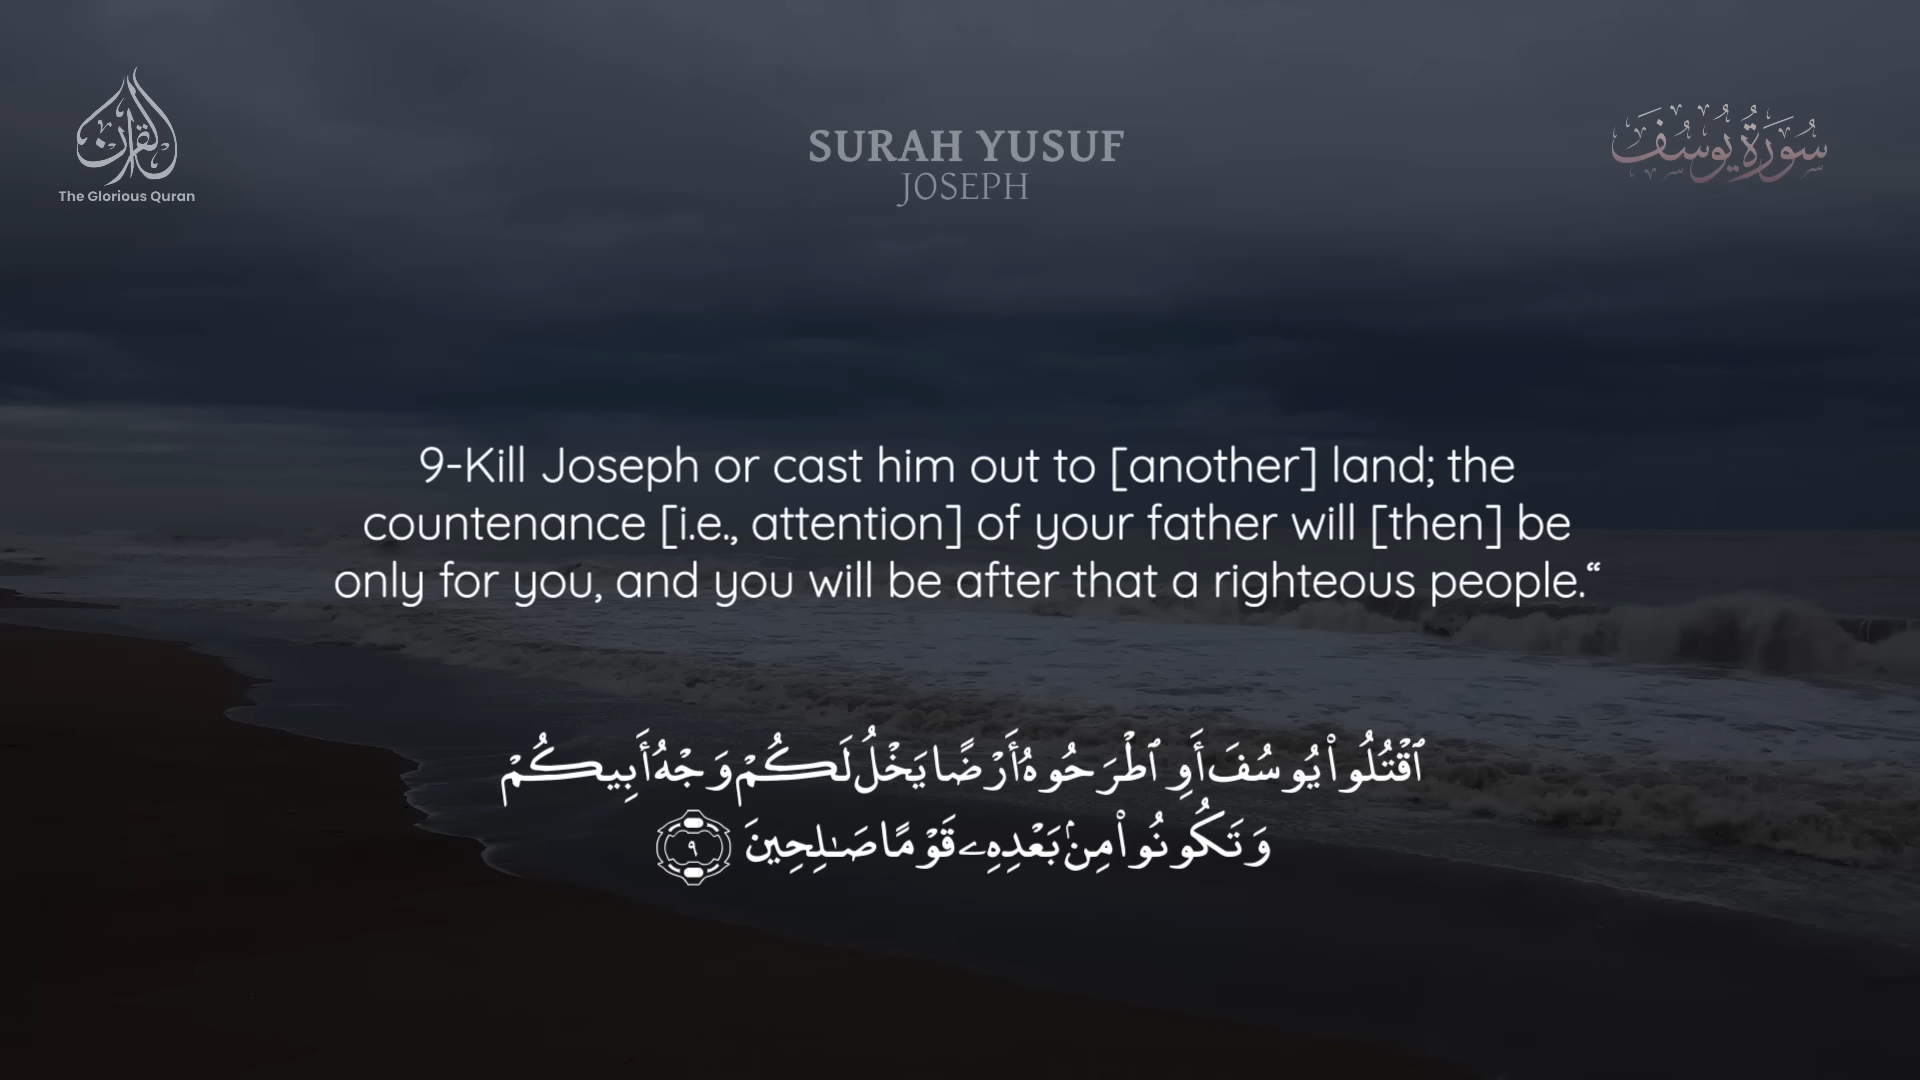 القرآن
The Glorious Quran
SURAH YUSUF
JOSEPH
سُورَةُ يُوسُفَ
9-Kill Joseph or cast him out to [another] land; the
countenance [i.e., attention] of your father will [then] be
only for you, and you will be after that a righteous people.“
ٱقْتُلُوا۟ يُوسُفَ أَوِ ٱطْرَحُوهُ أَرْضًا يَخْلُ لَكُمْ وَجْهُ أَبِيكُمْ
وَتَكُونُوا۟ مِنۢ بَعْدِهِۦ قَوْمًا صَـٰلِحِينَ ٩